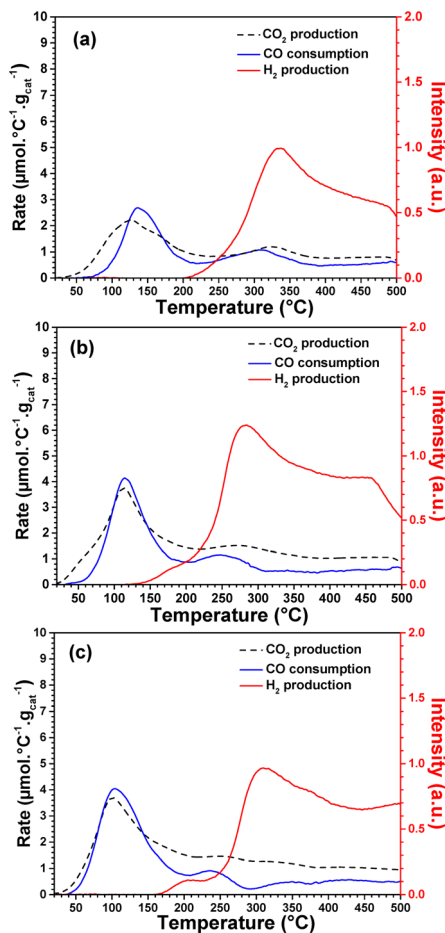 (a)
CO₂ production
CO consumption
H₂ production
Rate (µmol.°C⁻¹.g_cat⁻¹)
10
9
8
7
6
5
4
3
2
1
0
Intensity (a.u.)
2.0
1.5
1.0
0.5
0.0
50 100 150 200 250 300 350 400 450 500
Temperature (°C)
(b)
CO₂ production
CO consumption
H₂ production
Rate (µmol.°C⁻¹.g_cat⁻¹)
10
9
8
7
6
5
4
3
2
1
0
Intensity (a.u.)
2.0
1.5
1.0
0.5
0.0
50 100 150 200 250 300 350 400 450 500
Temperature (°C)
(c)
CO₂ production
CO consumption
H₂ production
Rate (µmol.°C⁻¹.g_cat⁻¹)
10
9
8
7
6
5
4
3
2
1
0
Intensity (a.u.)
2.0
1.5
1.0
0.5
0.0
50 100 150 200 250 300 350 400 450 500
Temperature (°C)